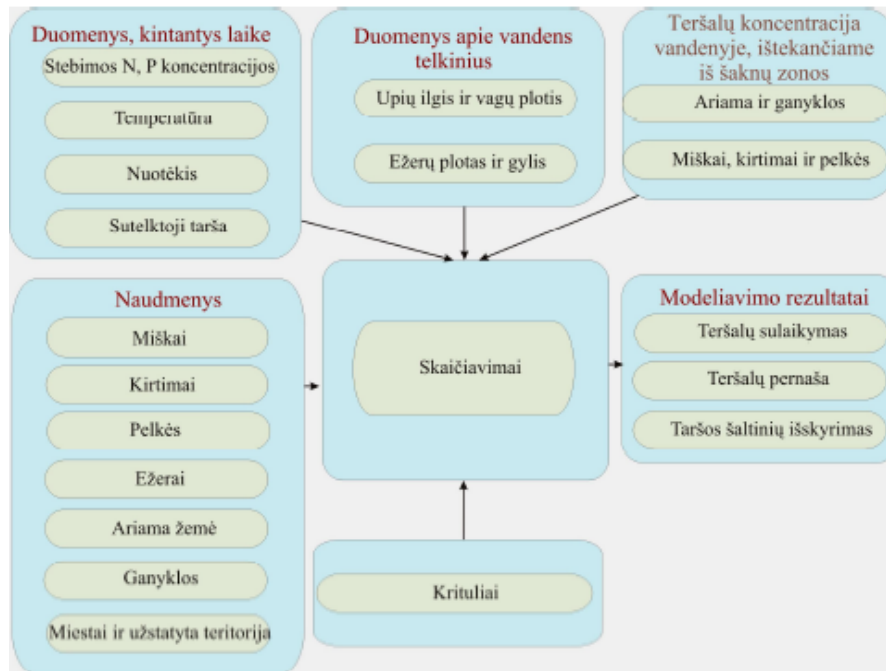 Duomenys, kintantys laike
Stebimos N, P koncentracijos
Temperatūra
Nuotėkis
Sutelktoji tarša
Duomenys apie vandens
telkinius
Upių ilgis ir vagų plotis
Ežerų plotas ir gylis
Teršalų koncentracija
vandenyje, ištekančiame
iš šaknų zonos
Ariama ir ganyklos
Miškai, kirtimai ir pelkės
Naudmenys
Miškai
Kirtimai
Pelkės
Ežerai
Ariama žemė
Ganyklos
Miestai ir užstatyta teritorija
Skaičiavimai
Krituliai
Modeliavimo rezultatai
Teršalų sulaikymas
Teršalų pernaša
Taršos šaltinių išskyrimas